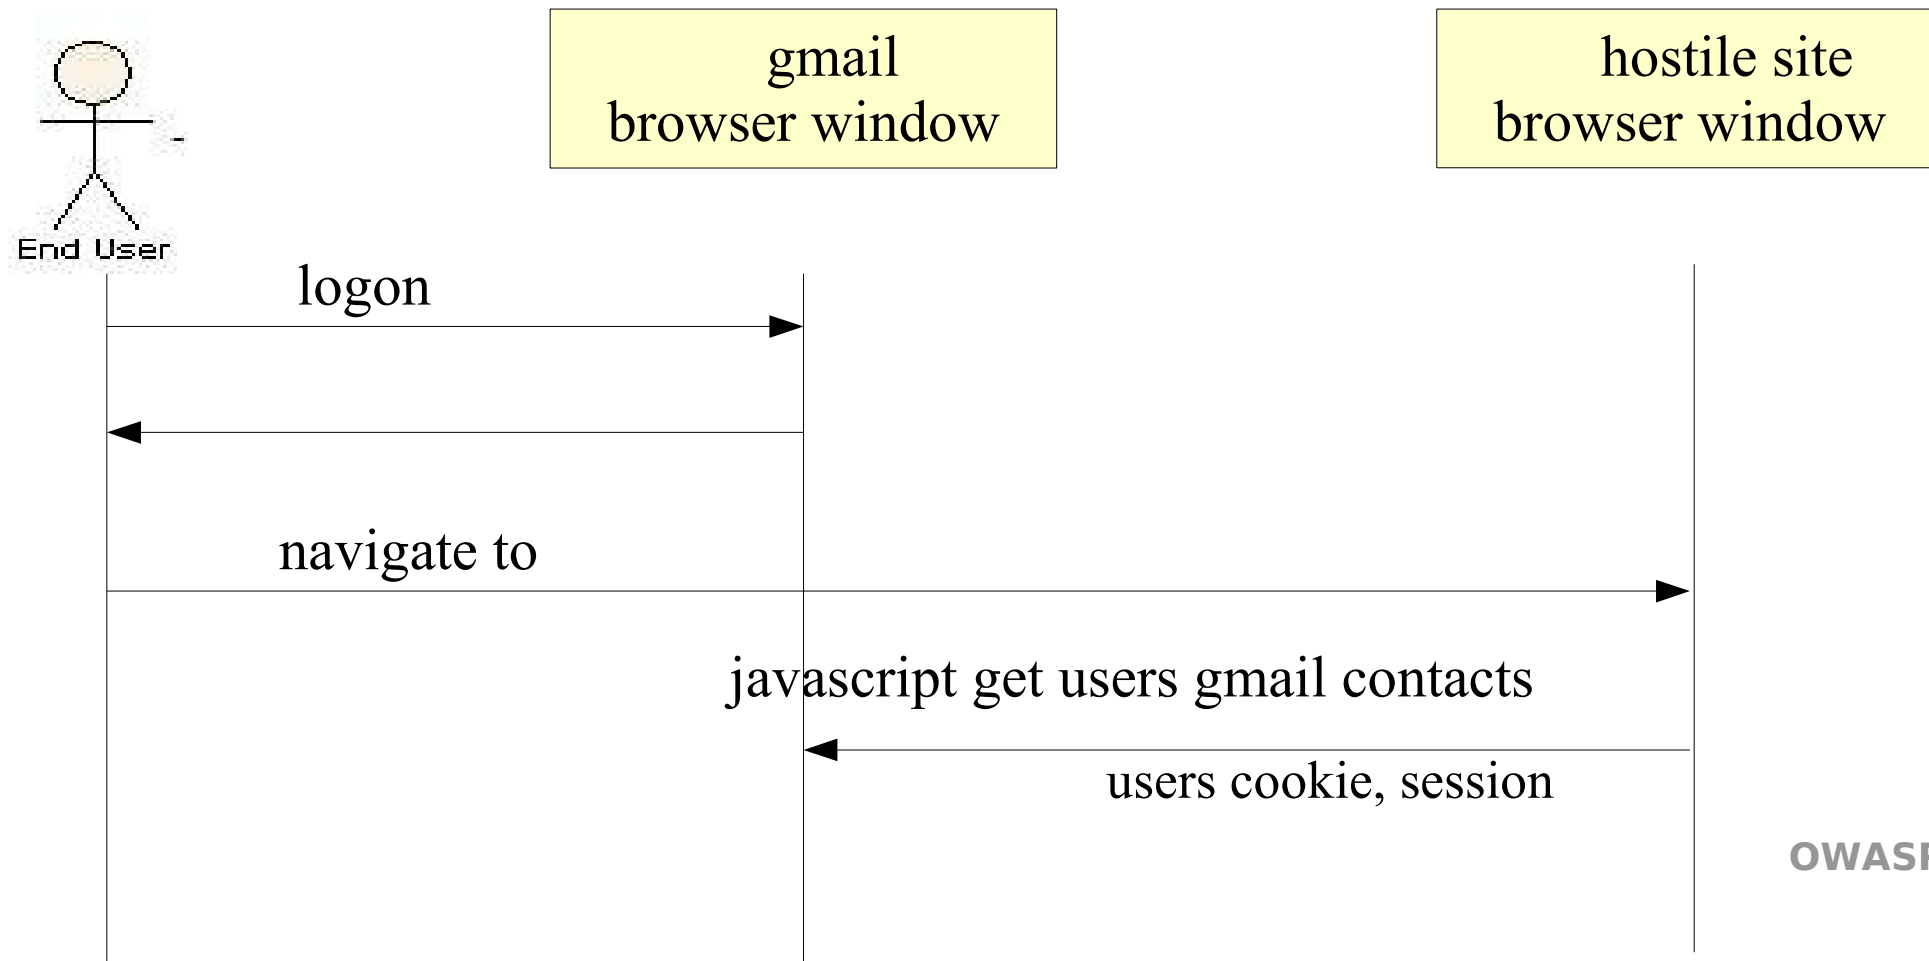 gmail
browser window
hostile site
browser window
End User
logon
navigate to
javascript get users gmail contacts
users cookie, session
OWASP